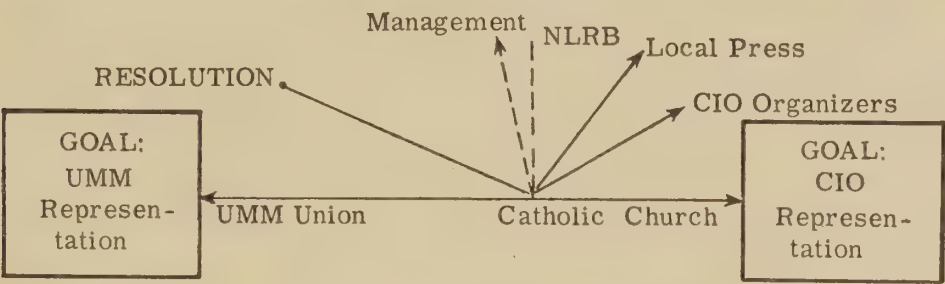 Management
NLRB
Local Press
RESOLUTION
CIO Organizers
GOAL:
UMM
Represen-
tation
UMM Union
Catholic Church
GOAL:
CIO
Represen-
tation